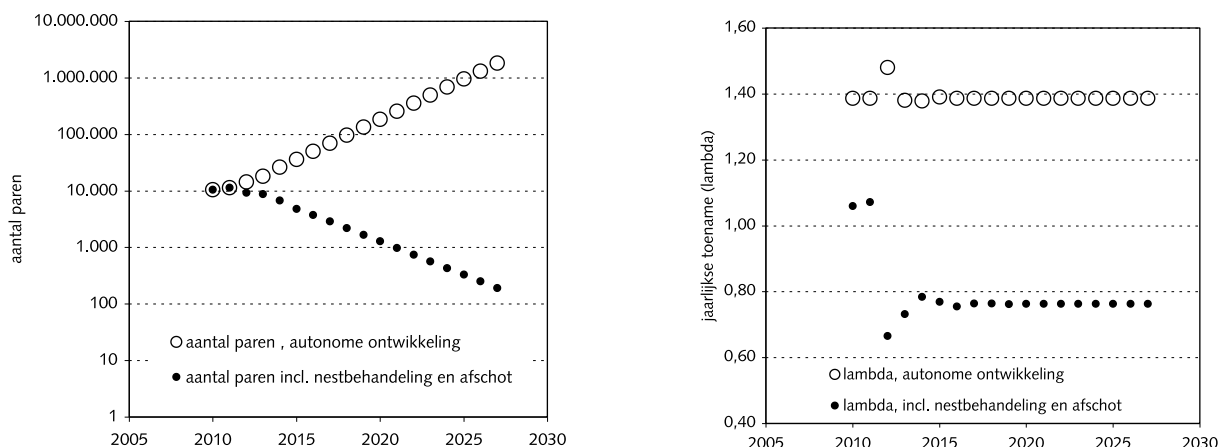 10.000.000
1.000.000
100.000
10.000
1.000
100
10
1
aantal paren
aantal paren , autonome ontwikkeling
aantal paren incl. nestbehandeling en afschot
2005 2010 2015 2020 2025 2030
1,60
1,40
1,20
1,00
0,80
0,60
0,40
jaarlijkse toename (lambda)
lambda, autonome ontwikkeling
lambda, incl. nestbehandeling en afschot
2005 2010 2015 2020 2025 2030